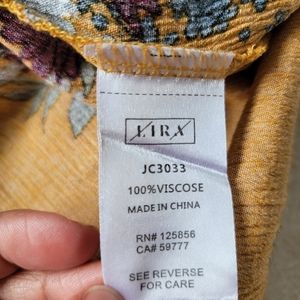 LIRA
JC3033
100%VISCOSE
MADE IN CHINA
RN# 125856
CA# 59777
SEE REVERSE
FOR CARE